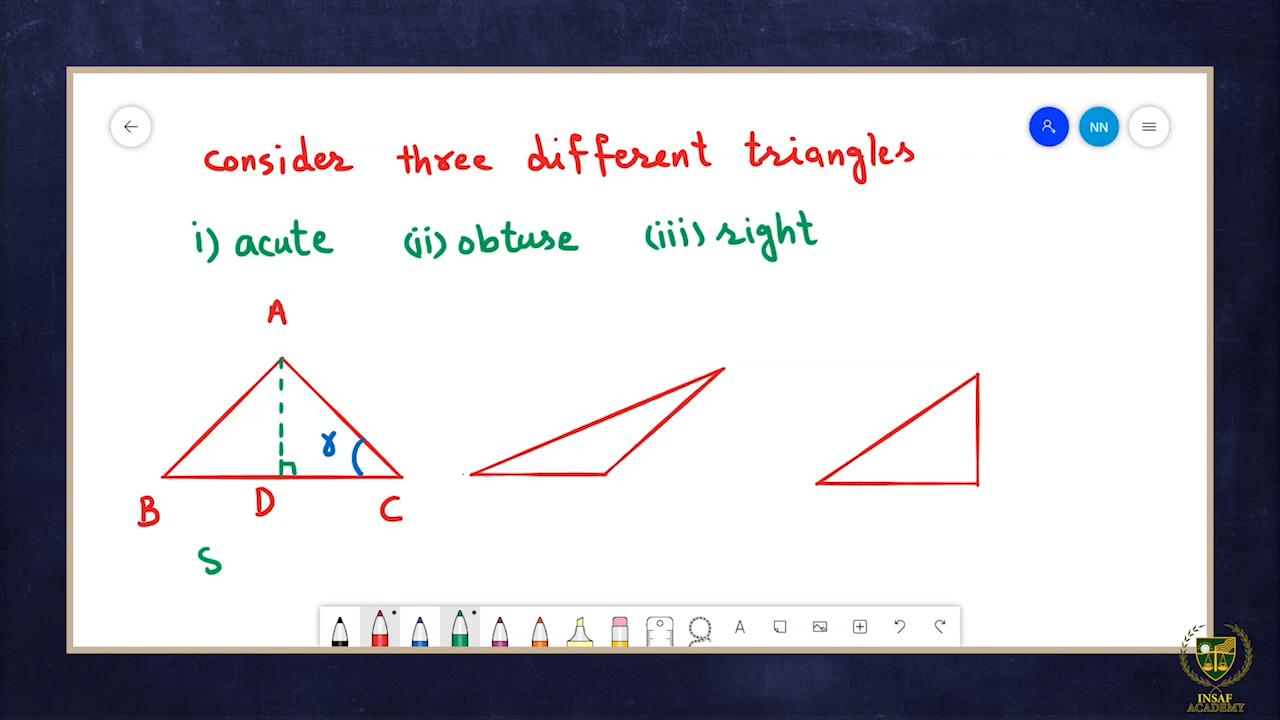 NN
Consider three different triangles
i) acute (ii) obtuse (iii) right
A
γ
B D C
S
A
INSAF
ACADEMY